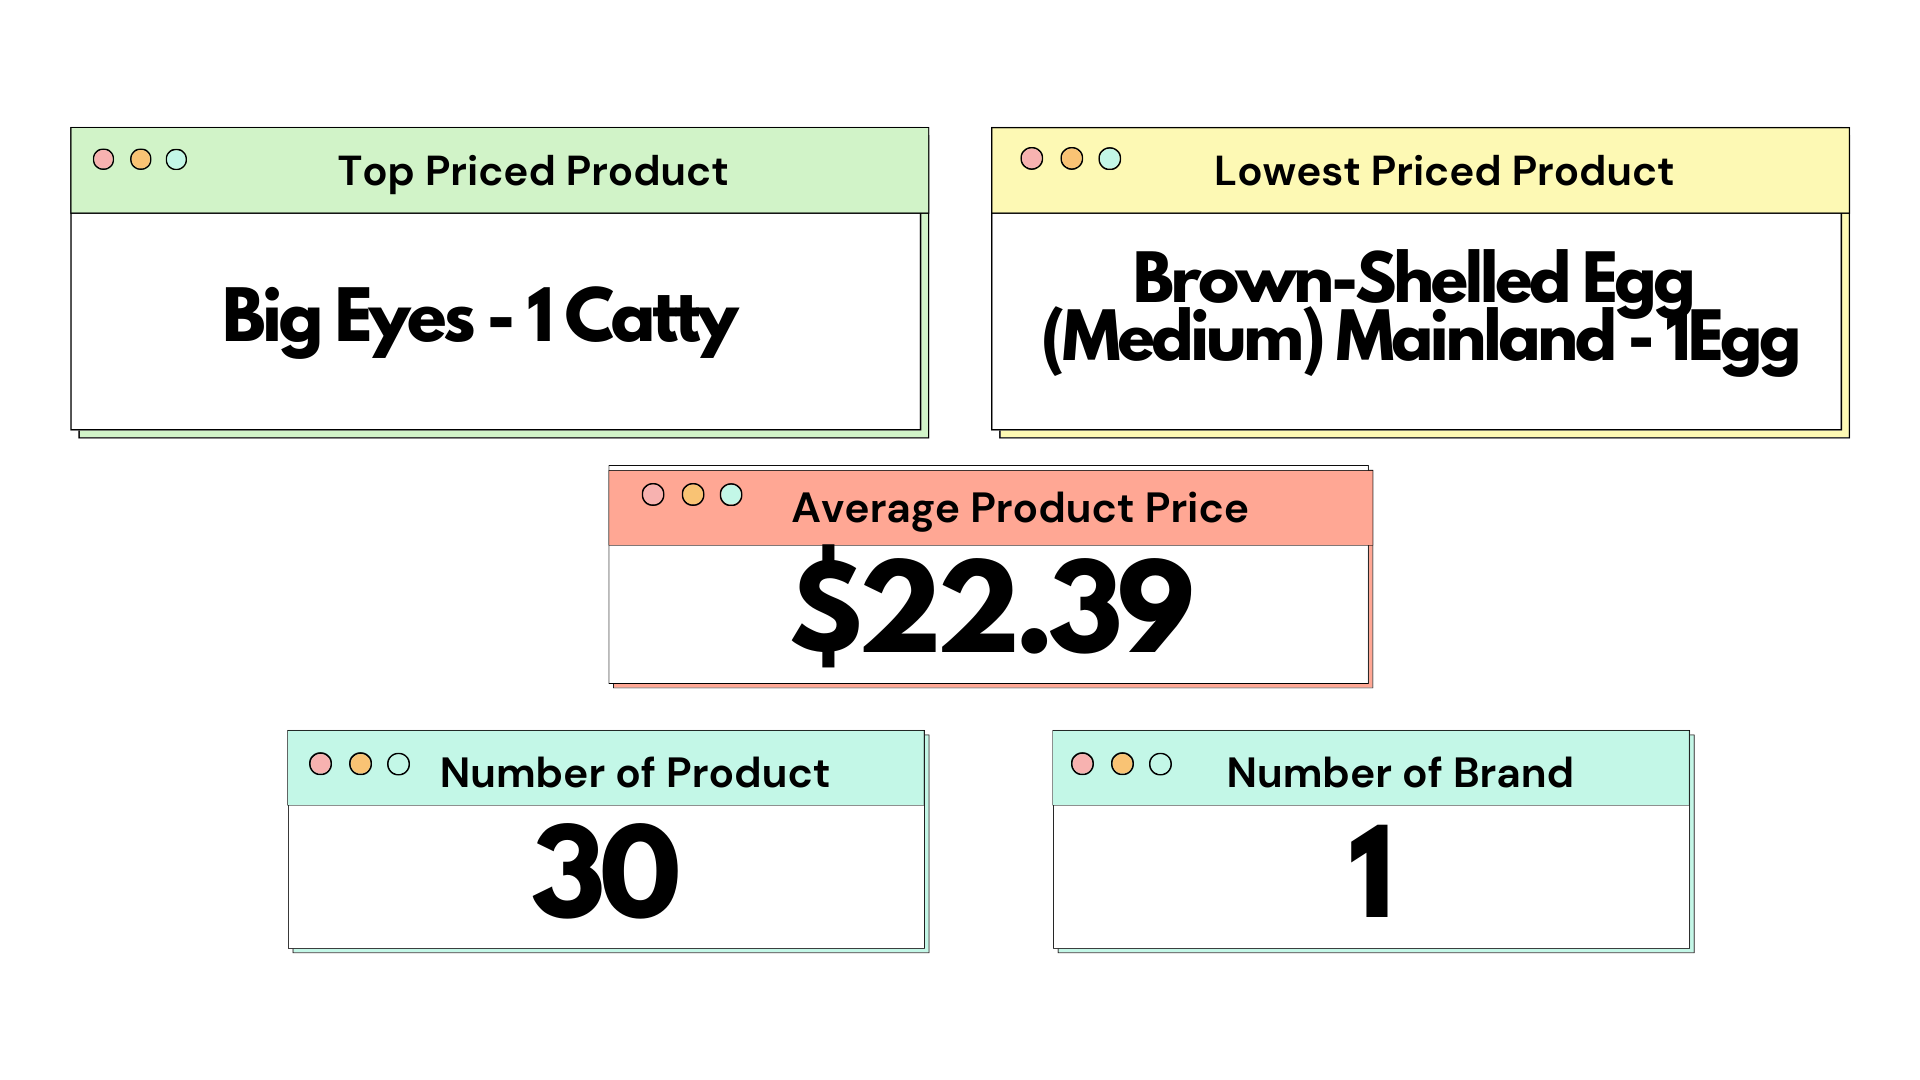 Top Priced Product
Big Eyes - 1 Catty
Lowest Priced Product
Brown-Shelled Egg
(Medium) Mainland - 1Egg
Average Product Price
$22.39
Number of Product
30
Number of Brand
1